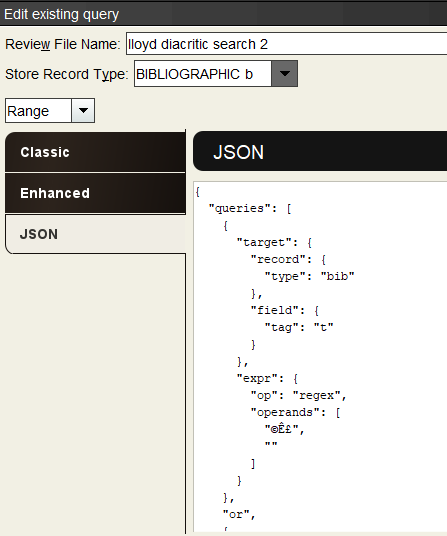 Edit existing query
Review File Name: lloyd diacritic search 2
Store Record Type: BIBLIOGRAPHIC b
Range
Classic
Enhanced
JSON
JSON
{
"queries": [
{
"target": {
"record": {
"type": "bib"
},
"field": {
"tag": "t"
}
},
"expr": {
"op": "regex",
"operands": [
"©Ê£",
""
]
}
},
"or",
{